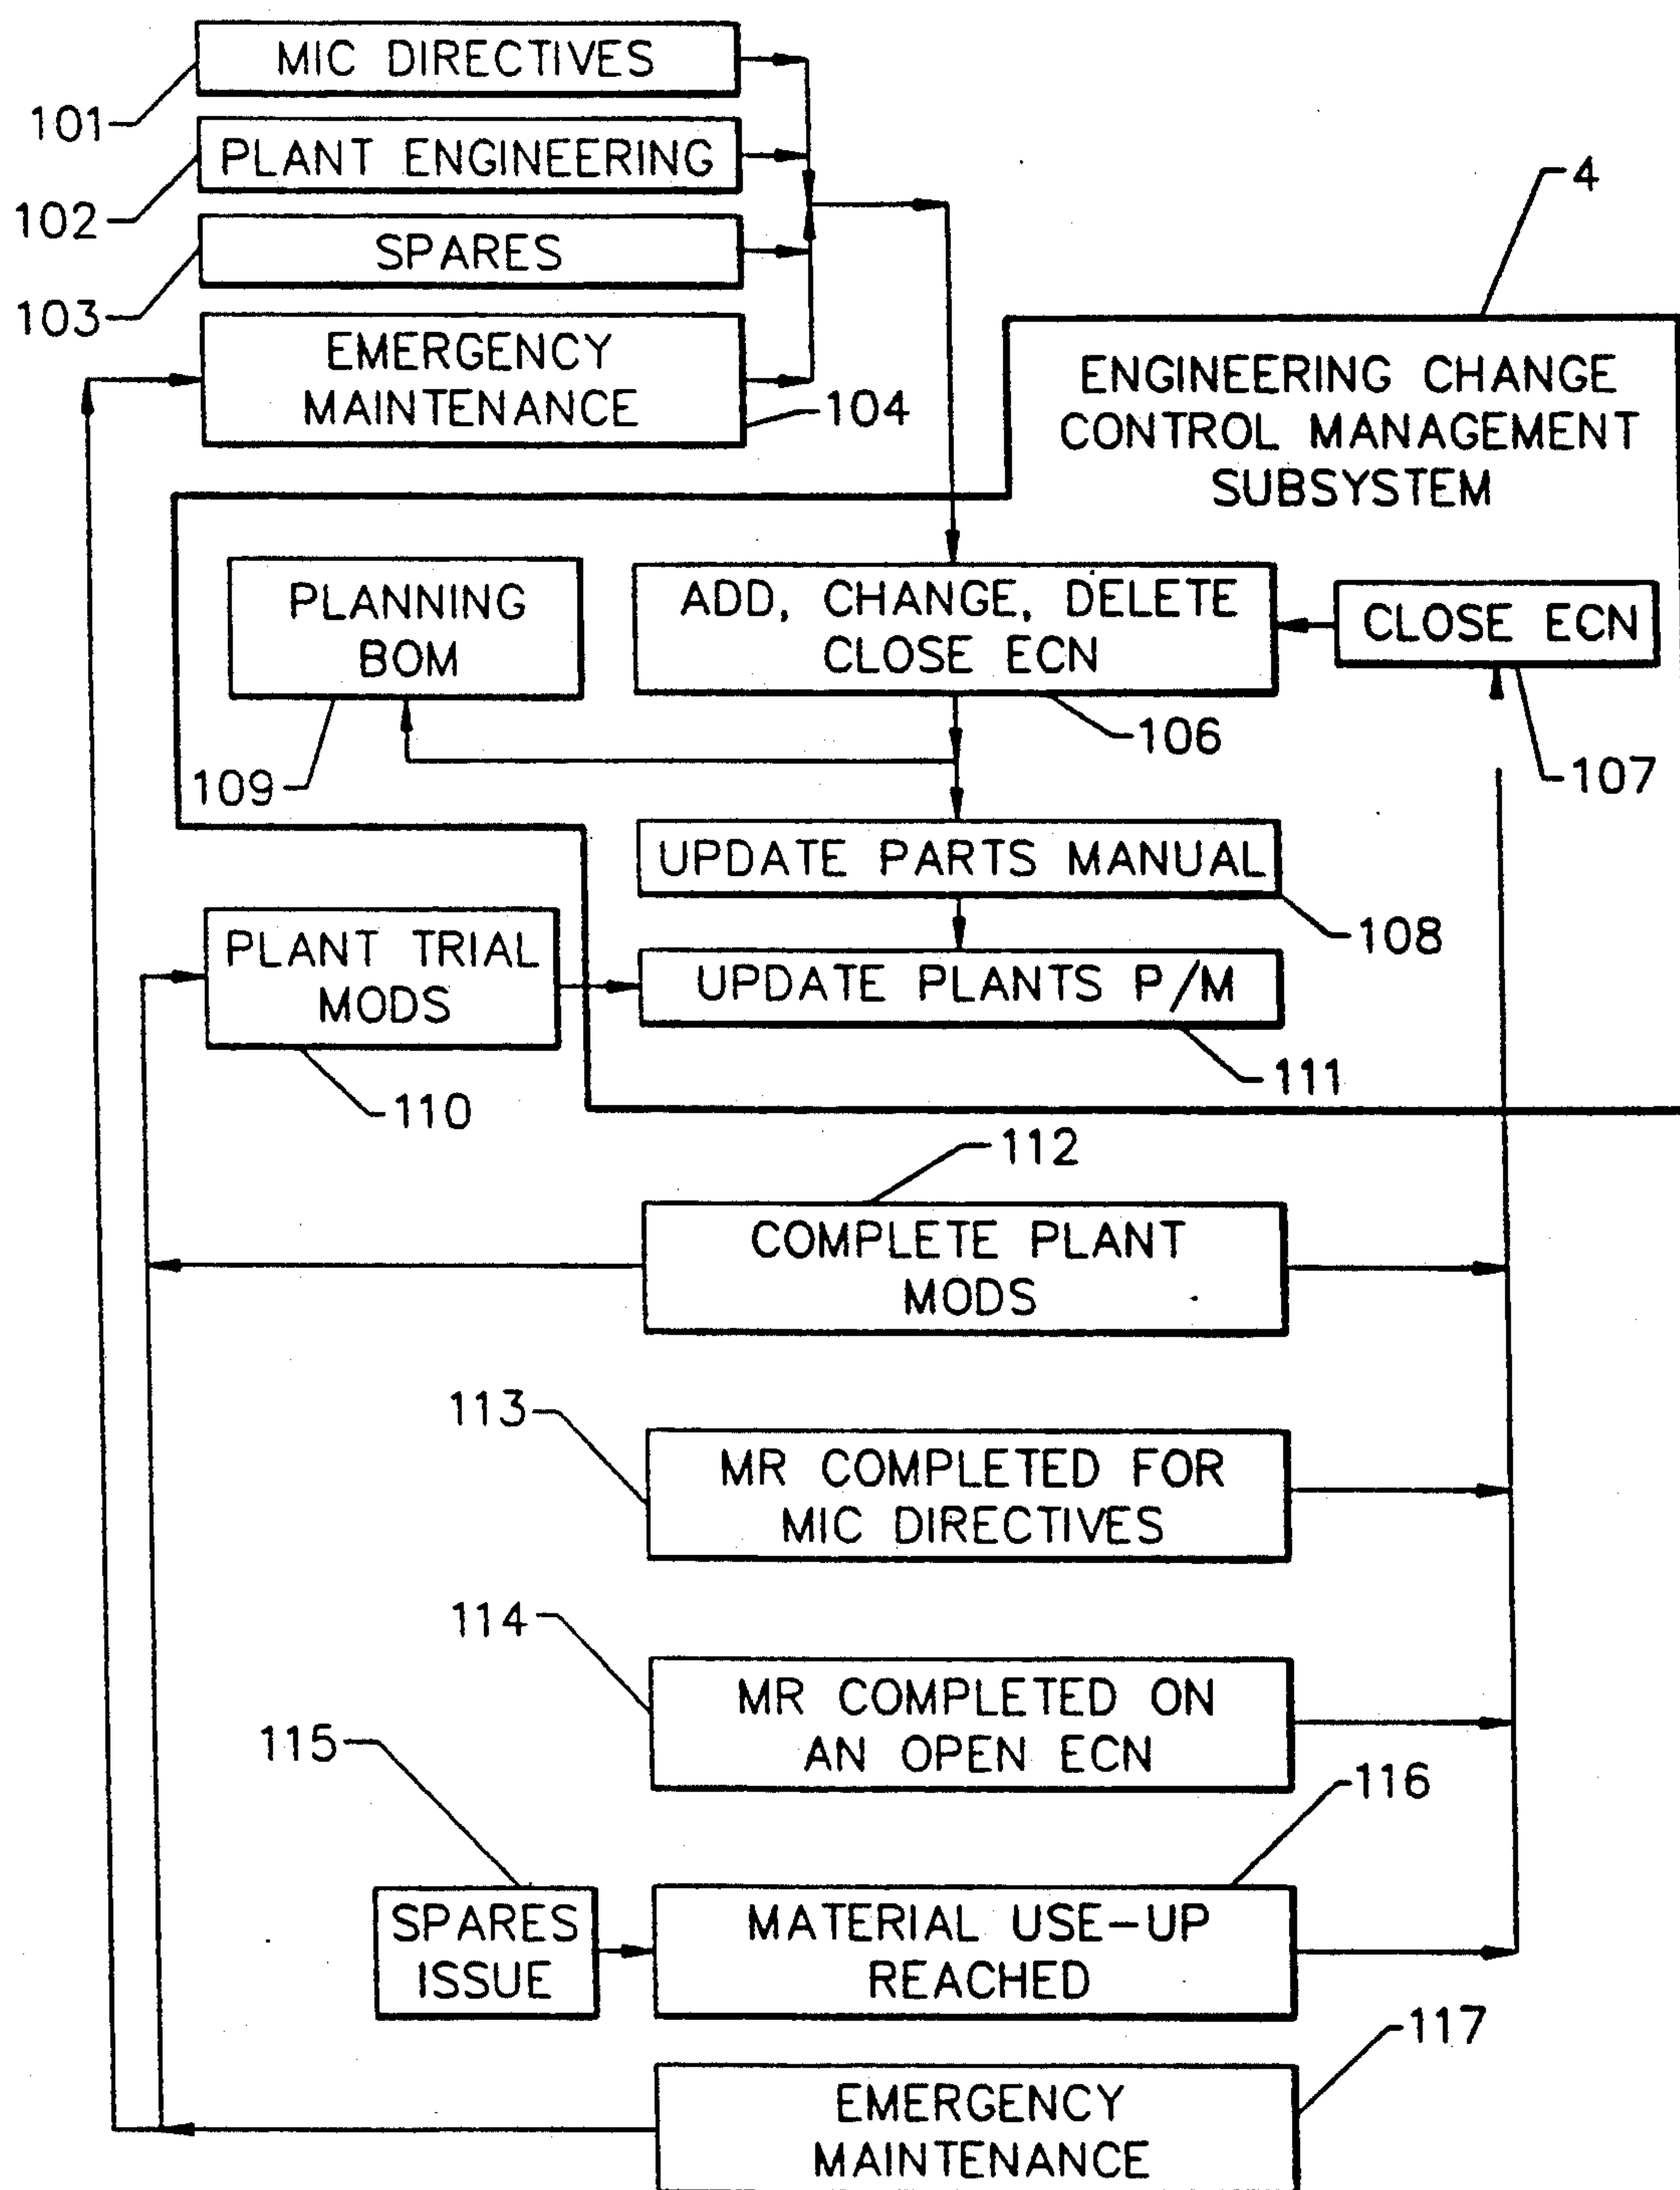 MIC DIRECTIVES
101
PLANT ENGINEERING
102
SPARES
103
EMERGENCY
MAINTENANCE
104
4
ENGINEERING CHANGE
CONTROL MANAGEMENT
SUBSYSTEM
PLANNING
BOM
109
ADD, CHANGE, DELETE
CLOSE ECN
106
CLOSE ECN
107
UPDATE PARTS MANUAL
108
PLANT TRIAL
MODS
110
UPDATE PLANTS P/M
111
112
COMPLETE PLANT
MODS
113
MR COMPLETED FOR
MIC DIRECTIVES
114
MR COMPLETED ON
AN OPEN ECN
115
116
SPARES
ISSUE
MATERIAL USE-UP
REACHED
117
EMERGENCY
MAINTENANCE